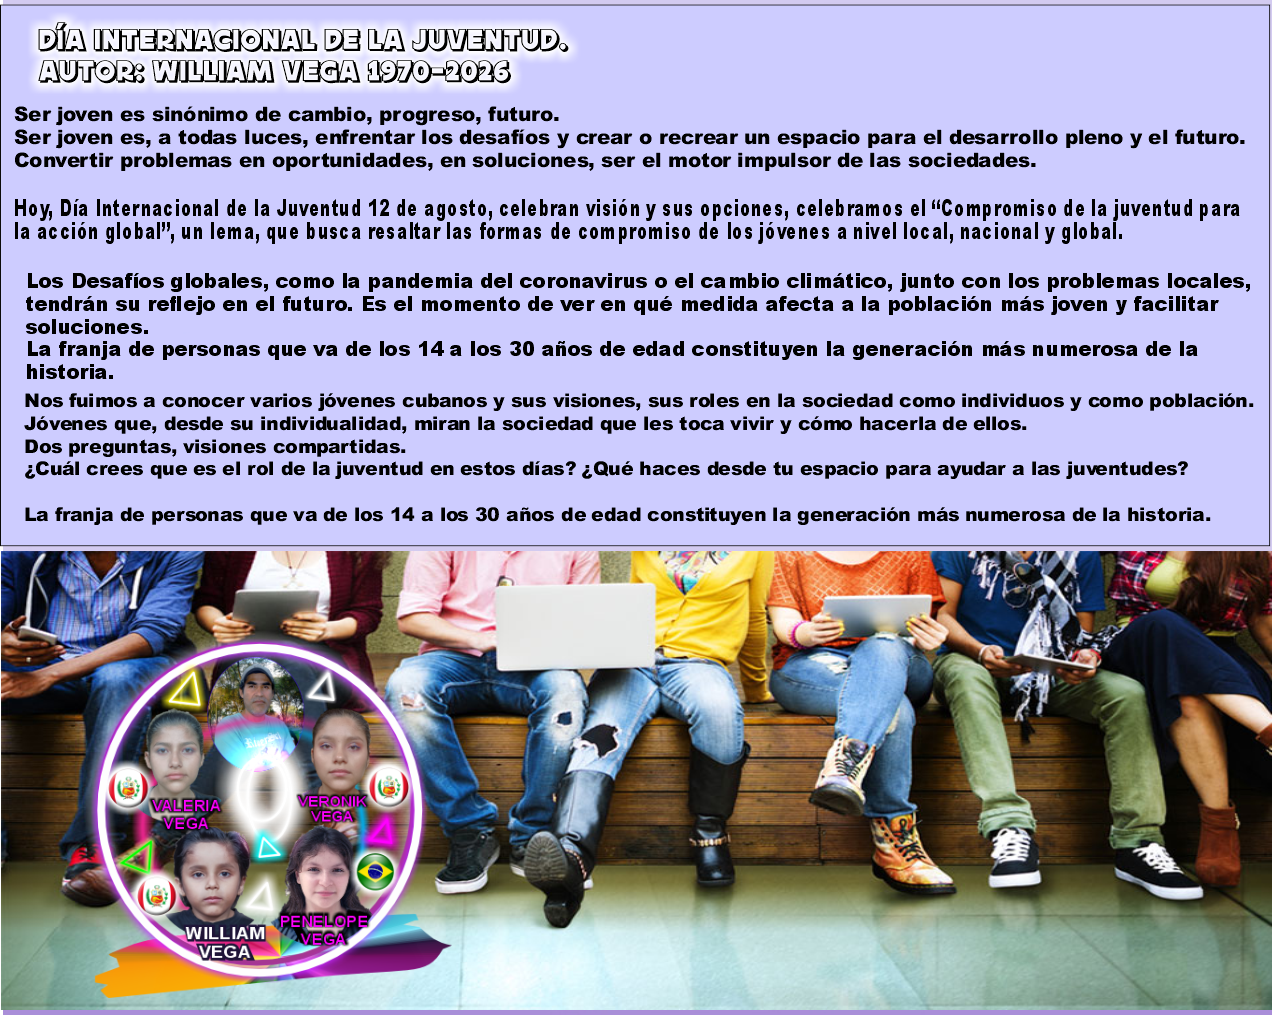 DÍA INTERNACIONAL DE LA JUVENTUD.
AUTOR: WILLIAM VEGA 1970-2026
Ser joven es sinónimo de cambio, progreso, futuro.
Ser joven es, a todas luces, enfrentar los desafíos y crear o recrear un espacio para el desarrollo pleno y el futuro.
Convertir problemas en oportunidades, en soluciones, ser el motor impulsor de las sociedades.
Hoy, Día Internacional de la Juventud 12 de agosto, celebran visión y sus opciones, celebramos el “Compromiso de la juventud para
la acción global”, un lema, que busca resaltar las formas de compromiso de los jóvenes a nivel local, nacional y global.
Los Desafíos globales, como la pandemia del coronavirus o el cambio climático, junto con los problemas locales,
tendrán su reflejo en el futuro. Es el momento de ver en qué medida afecta a la población más joven y facilitar
soluciones.
La franja de personas que va de los 14 a los 30 años de edad constituyen la generación más numerosa de la
historia.
Nos fuimos a conocer varios jóvenes cubanos y sus visiones, sus roles en la sociedad como individuos y como población.
Jóvenes que, desde su individualidad, miran la sociedad que les toca vivir y cómo hacerla de ellos.
Dos preguntas, visiones compartidas.
¿Cuál crees que es el rol de la juventud en estos días? ¿Qué haces desde tu espacio para ayudar a las juventudes?
La franja de personas que va de los 14 a los 30 años de edad constituyen la generación más numerosa de la historia.
VALERIA
VEGA
VERONIK
VEGA
WILLIAM
VEGA
PENELOPE
VEGA